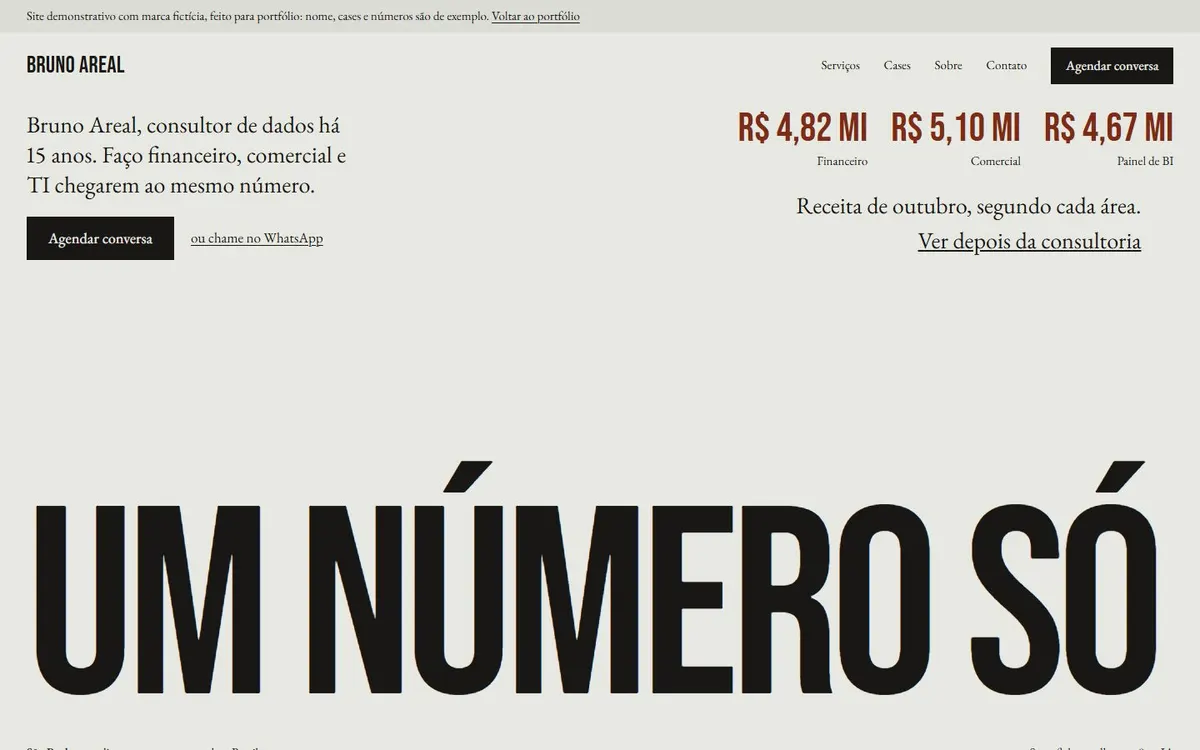 Site demonstrativo com marca fictícia, feito para portfólio: nome, cases e números são de exemplo. Voltar ao portfólio
BRUNO AREAL
Serviços Cases Sobre Contato Agendar conversa
Bruno Areal, consultor de dados há
15 anos. Faço financeiro, comercial e
TI chegarem ao mesmo número.
Agendar conversa ou chame no WhatsApp
R$ 4,82 MI R$ 5,10 MI R$ 4,67 MI
Financeiro Comercial Painel de BI
Receita de outubro, segundo cada área.
Ver depois da consultoria
UM NÚMERO SÓ